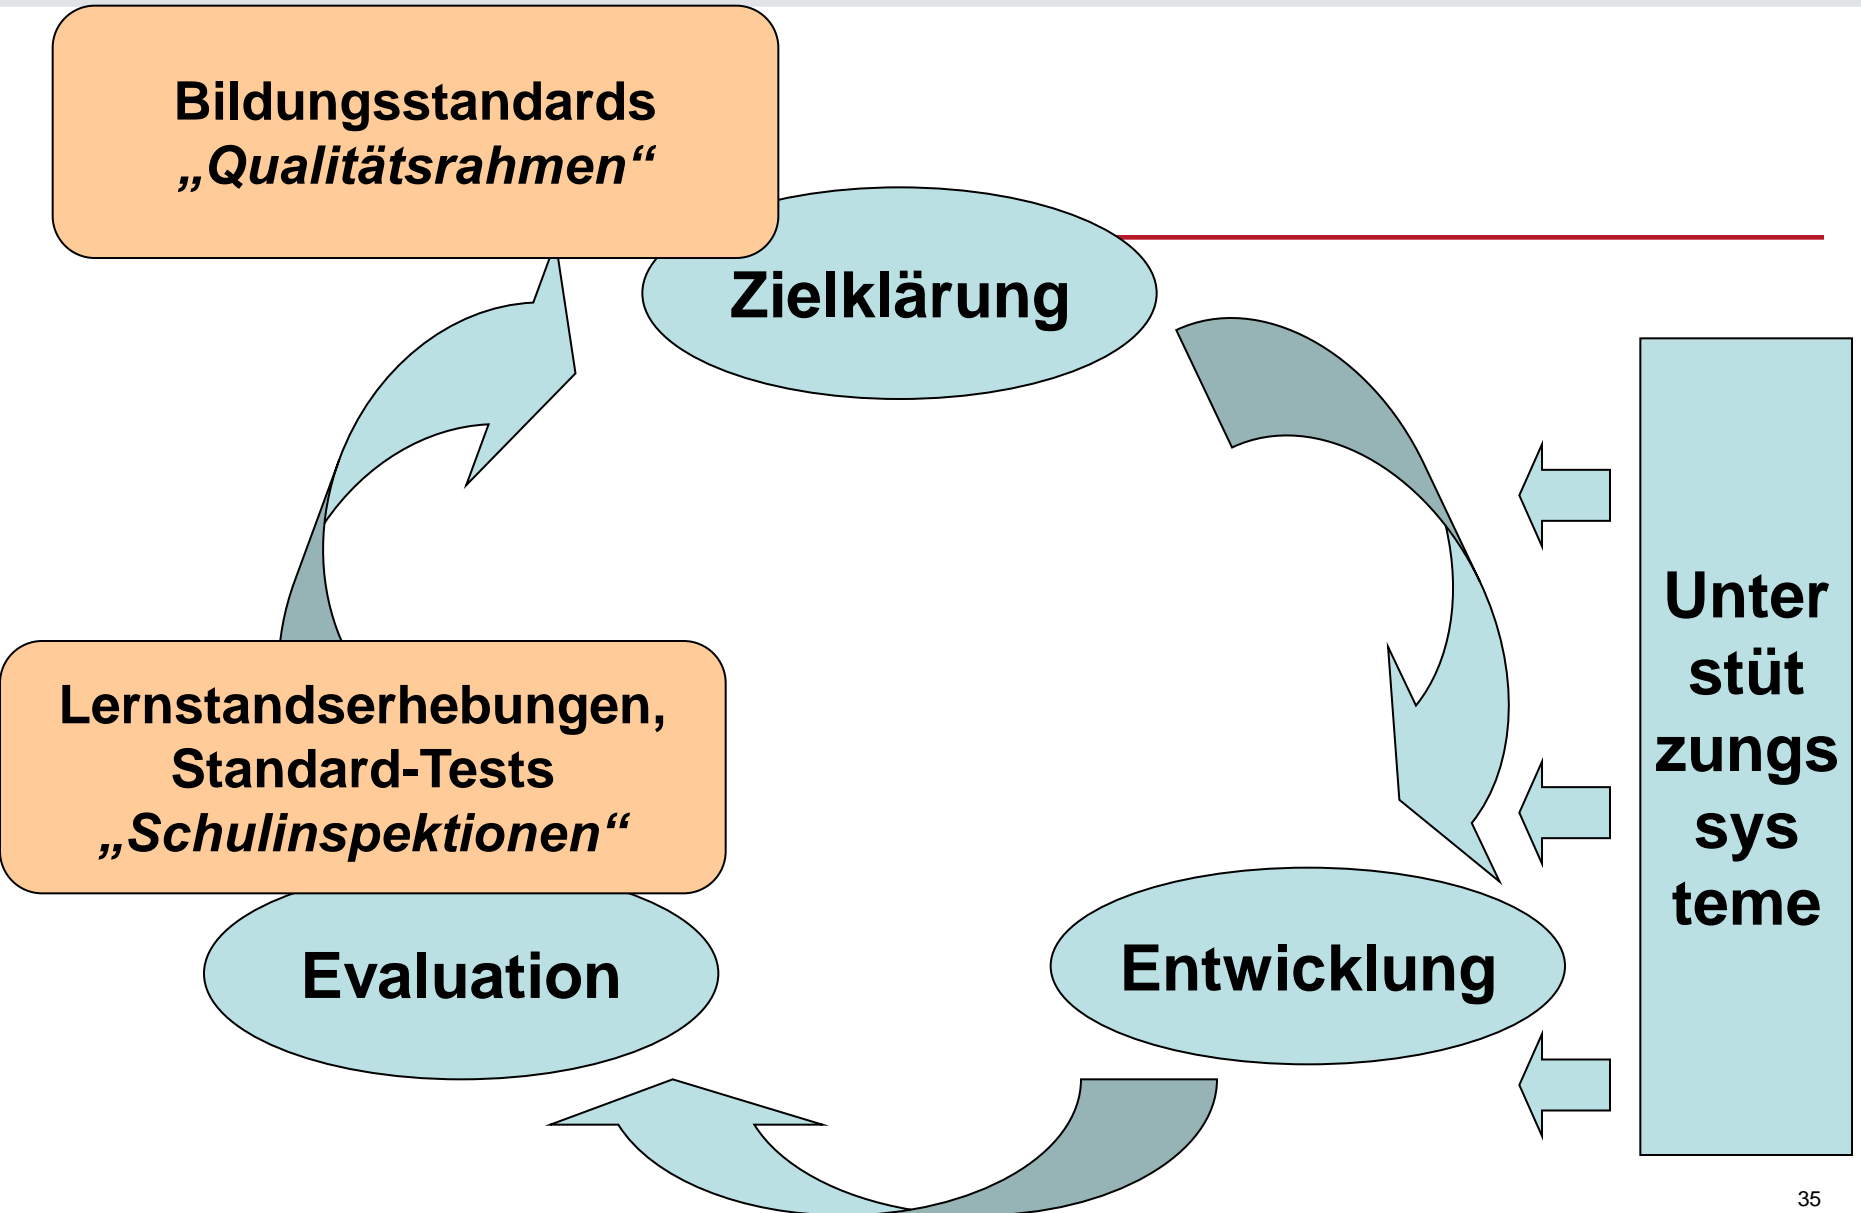 Bildungsstandards
„Qualitätsrahmen“
Zielklärung
Unter
stüt
zungs
sys
teme
Lernstandserhebungen,
Standard-Tests
„Schulinspektionen“
Evaluation
Entwicklung
35